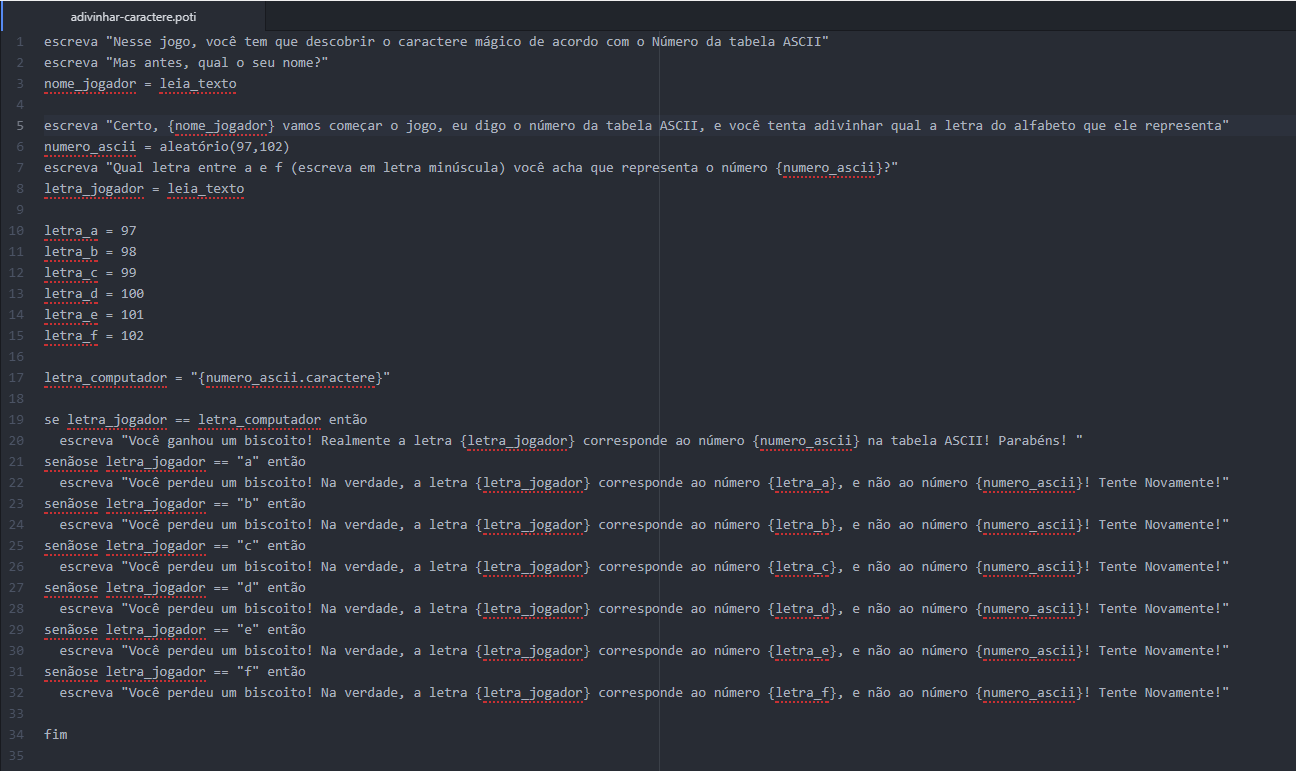 adivinhar-caractere.poti
1 escreva "Nesse jogo, você tem que descobrir o caractere mágico de acordo com o Número da tabela ASCII"
2 escreva "Mas antes, qual o seu nome?"
3 nome_jogador = leia_texto
4
5 escreva "Certo, {nome_jogador} vamos começar o jogo, eu digo o número da tabela ASCII, e você tenta adivinhar qual a letra do alfabeto que ele representa"
6 numero_ascii = aleatório(97,102)
7 escreva "Qual letra entre a e f (escreva em letra minúscula) você acha que representa o número {numero_ascii}?"
8 letra_jogador = leia_texto
9
10 letra_a = 97
11 letra_b = 98
12 letra_c = 99
13 letra_d = 100
14 letra_e = 101
15 letra_f = 102
16
17 letra_computador = "{numero_ascii.caractere}"
18
19 se letra_jogador == letra_computador então
20 escreva "Você ganhou um biscoito! Realmente a letra {letra_jogador} corresponde ao número {numero_ascii} na tabela ASCII! Parabéns! "
21 senãose letra_jogador == "a" então
22 escreva "Você perdeu um biscoito! Na verdade, a letra {letra_jogador} corresponde ao número {letra_a}, e não ao número {numero_ascii}! Tente Novamente!"
23 senãose letra_jogador == "b" então
24 escreva "Você perdeu um biscoito! Na verdade, a letra {letra_jogador} corresponde ao número {letra_b}, e não ao número {numero_ascii}! Tente Novamente!"
25 senãose letra_jogador == "c" então
26 escreva "Você perdeu um biscoito! Na verdade, a letra {letra_jogador} corresponde ao número {letra_c}, e não ao número {numero_ascii}! Tente Novamente!"
27 senãose letra_jogador == "d" então
28 escreva "Você perdeu um biscoito! Na verdade, a letra {letra_jogador} corresponde ao número {letra_d}, e não ao número {numero_ascii}! Tente Novamente!"
29 senãose letra_jogador == "e" então
30 escreva "Você perdeu um biscoito! Na verdade, a letra {letra_jogador} corresponde ao número {letra_e}, e não ao número {numero_ascii}! Tente Novamente!"
31 senãose letra_jogador == "f" então
32 escreva "Você perdeu um biscoito! Na verdade, a letra {letra_jogador} corresponde ao número {letra_f}, e não ao número {numero_ascii}! Tente Novamente!"
33
34 fim
35